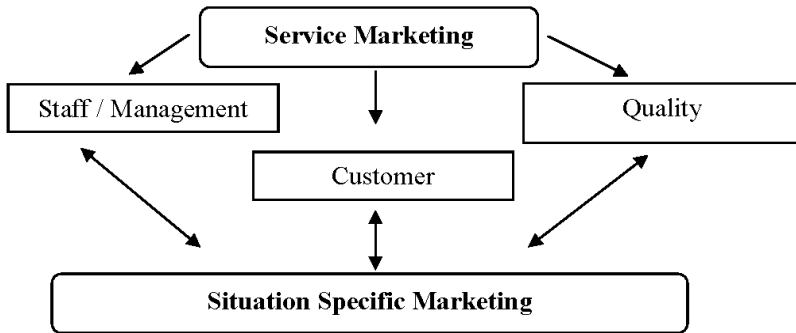 Service Marketing
Staff / Management
Quality
Customer
Situation Specific Marketing